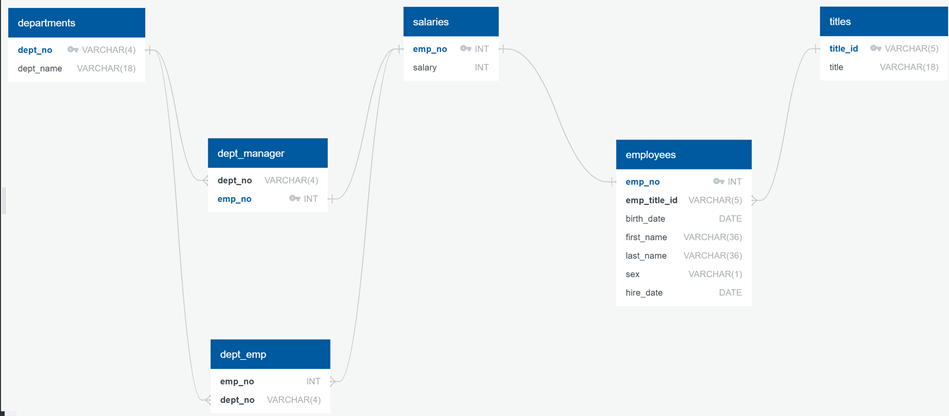 departments
dept_no VARCHAR(4)
dept_name VARCHAR(18)
salaries
emp_no INT
salary INT
titles
title_id VARCHAR(5)
title VARCHAR(18)
dept_manager
dept_no VARCHAR(4)
emp_no INT
employees
emp_no INT
emp_title_id VARCHAR(5)
birth_date DATE
first_name VARCHAR(36)
last_name VARCHAR(36)
sex VARCHAR(1)
hire_date DATE
dept_emp
emp_no INT
dept_no VARCHAR(4)